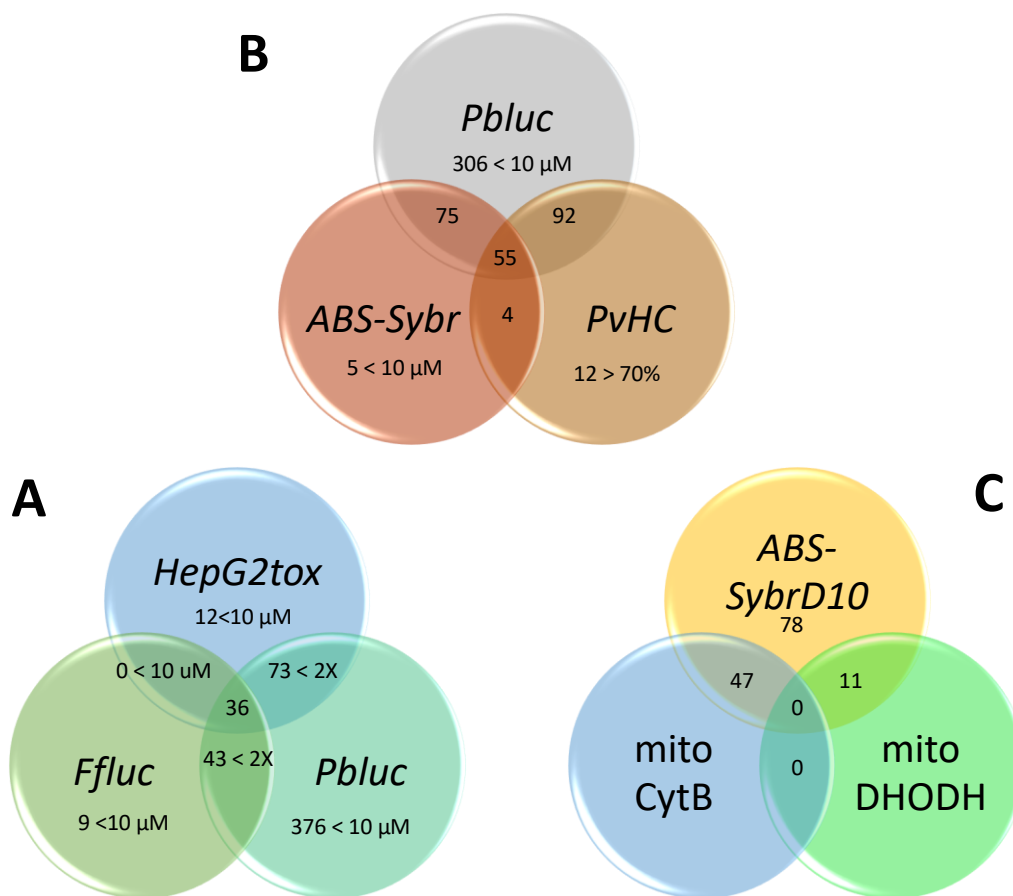 B
Pbluc
306 < 10 µM
75
92
55
ABS-Sybr
4
PvHC
5 < 10 µM
12 > 70%
A
HepG2tox
12<10 µM
0 < 10 uM
73 < 2X
36
43 < 2X
Ffluc
Pbluc
9 <10 µM
376 < 10 µM
C
ABS-
SybrD10
78
47
11
0
0
mito
CytB
mito
DHODH